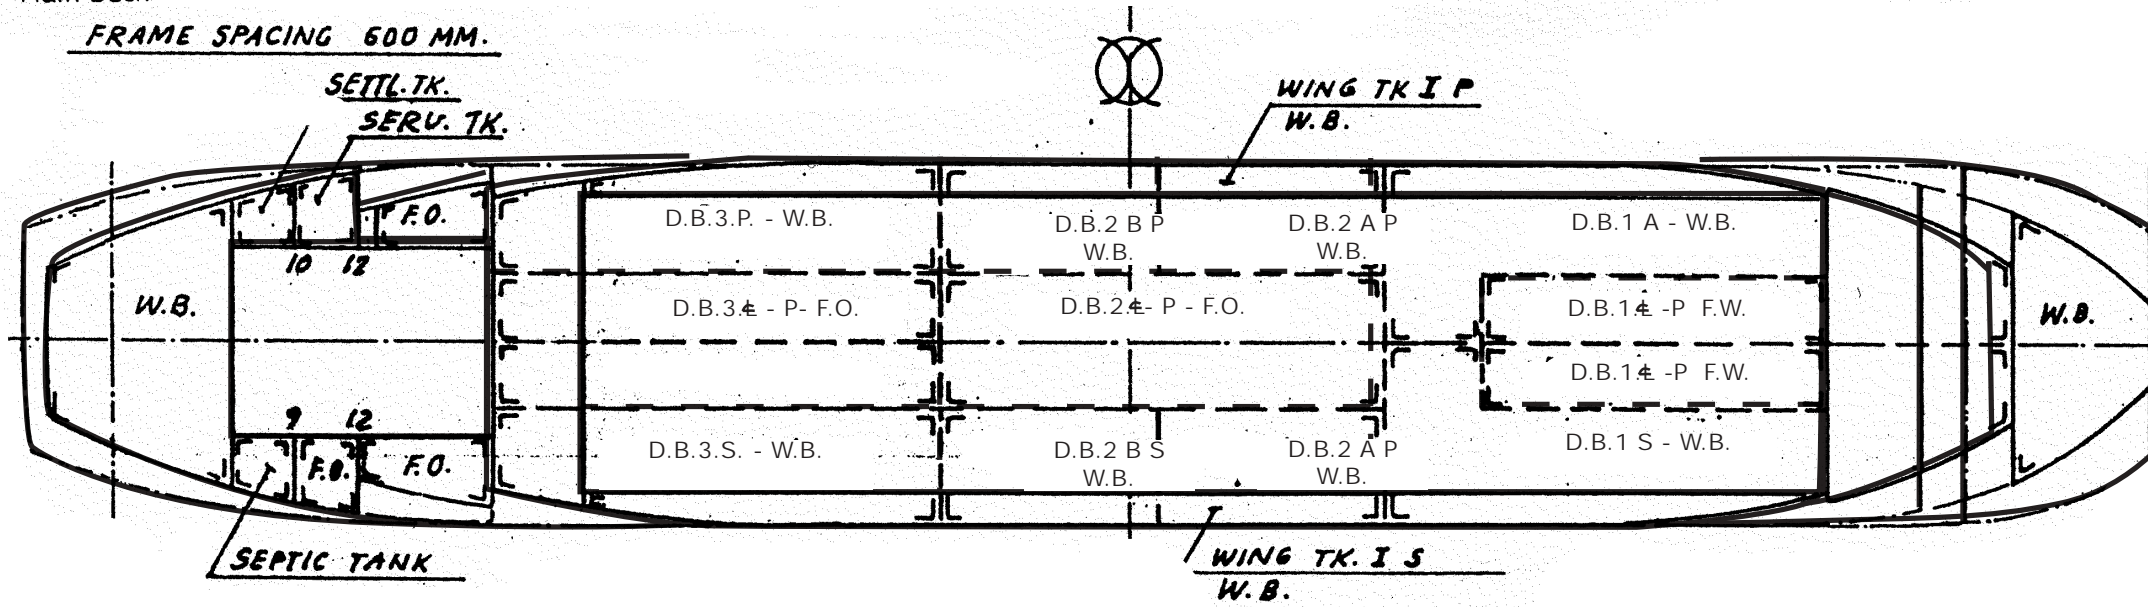 FRAME SPACING 600 MM.
SETTL. TK.
SERV. TK.
WING TK I P
W.B.
F.O.
D.B.3.P. - W.B.
D.B.2 B P
W.B.
D.B.2 A P
W.B.
D.B.1 A - W.B.
10 12
W.B.
D.B.3.℄ - P- F.O.
D.B.2.℄- P - F.O.
D.B.1.℄ -P F.W.
W.B.
D.B.1.℄ -P F.W.
9 12
F.O.
F.O.
D.B.3.S. - W.B.
D.B.2 B S
W.B.
D.B.2 A P
W.B.
D.B.1 S - W.B.
SEPTIC TANK
WING TK. I S
W.B.